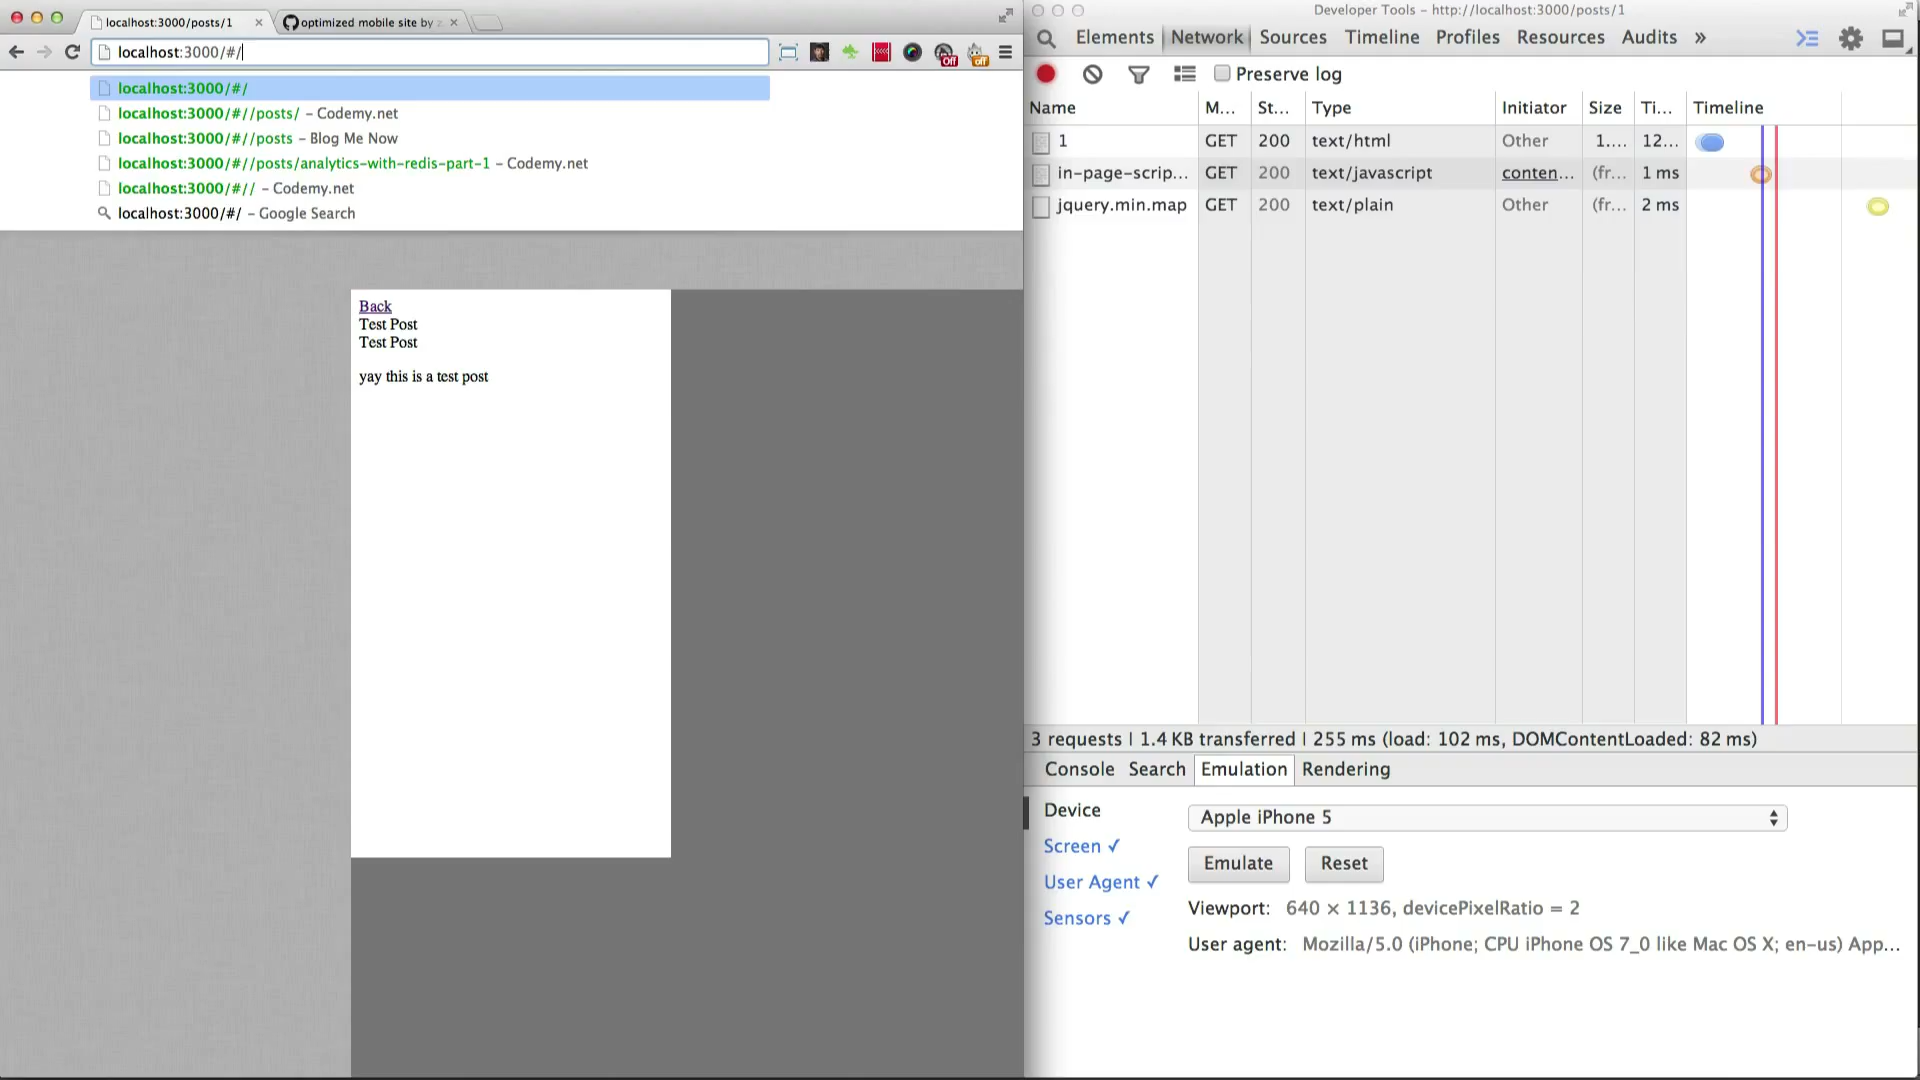 localhost:3000/posts/1
optimized mobile site by z
localhost:3000/#/
Off
off
localhost:3000/#/
localhost:3000/#//posts/ – Codemy.net
localhost:3000/#//posts – Blog Me Now
localhost:3000/#//posts/analytics-with-redis-part-1 – Codemy.net
localhost:3000/#// – Codemy.net
localhost:3000/#/ – Google Search
Back
Test Post
Test Post
yay this is a test post
Developer Tools – http://localhost:3000/posts/1
Elements Network Sources Timeline Profiles Resources Audits »
Preserve log
Name M... St... Type Initiator Size Ti... Timeline
1 GET 200 text/html Other 1.... 12...
in-page-scrip... GET 200 text/javascript conten... (fr... 1 ms
jquery.min.map GET 200 text/plain Other (fr... 2 ms
3 requests | 1.4 KB transferred | 255 ms (load: 102 ms, DOMContentLoaded: 82 ms)
Console Search Emulation Rendering
Device
Apple iPhone 5
Screen ✓
Emulate Reset
User Agent ✓
Viewport: 640 × 1136, devicePixelRatio = 2
Sensors ✓
User agent: Mozilla/5.0 (iPhone; CPU iPhone OS 7_0 like Mac OS X; en-us) App...